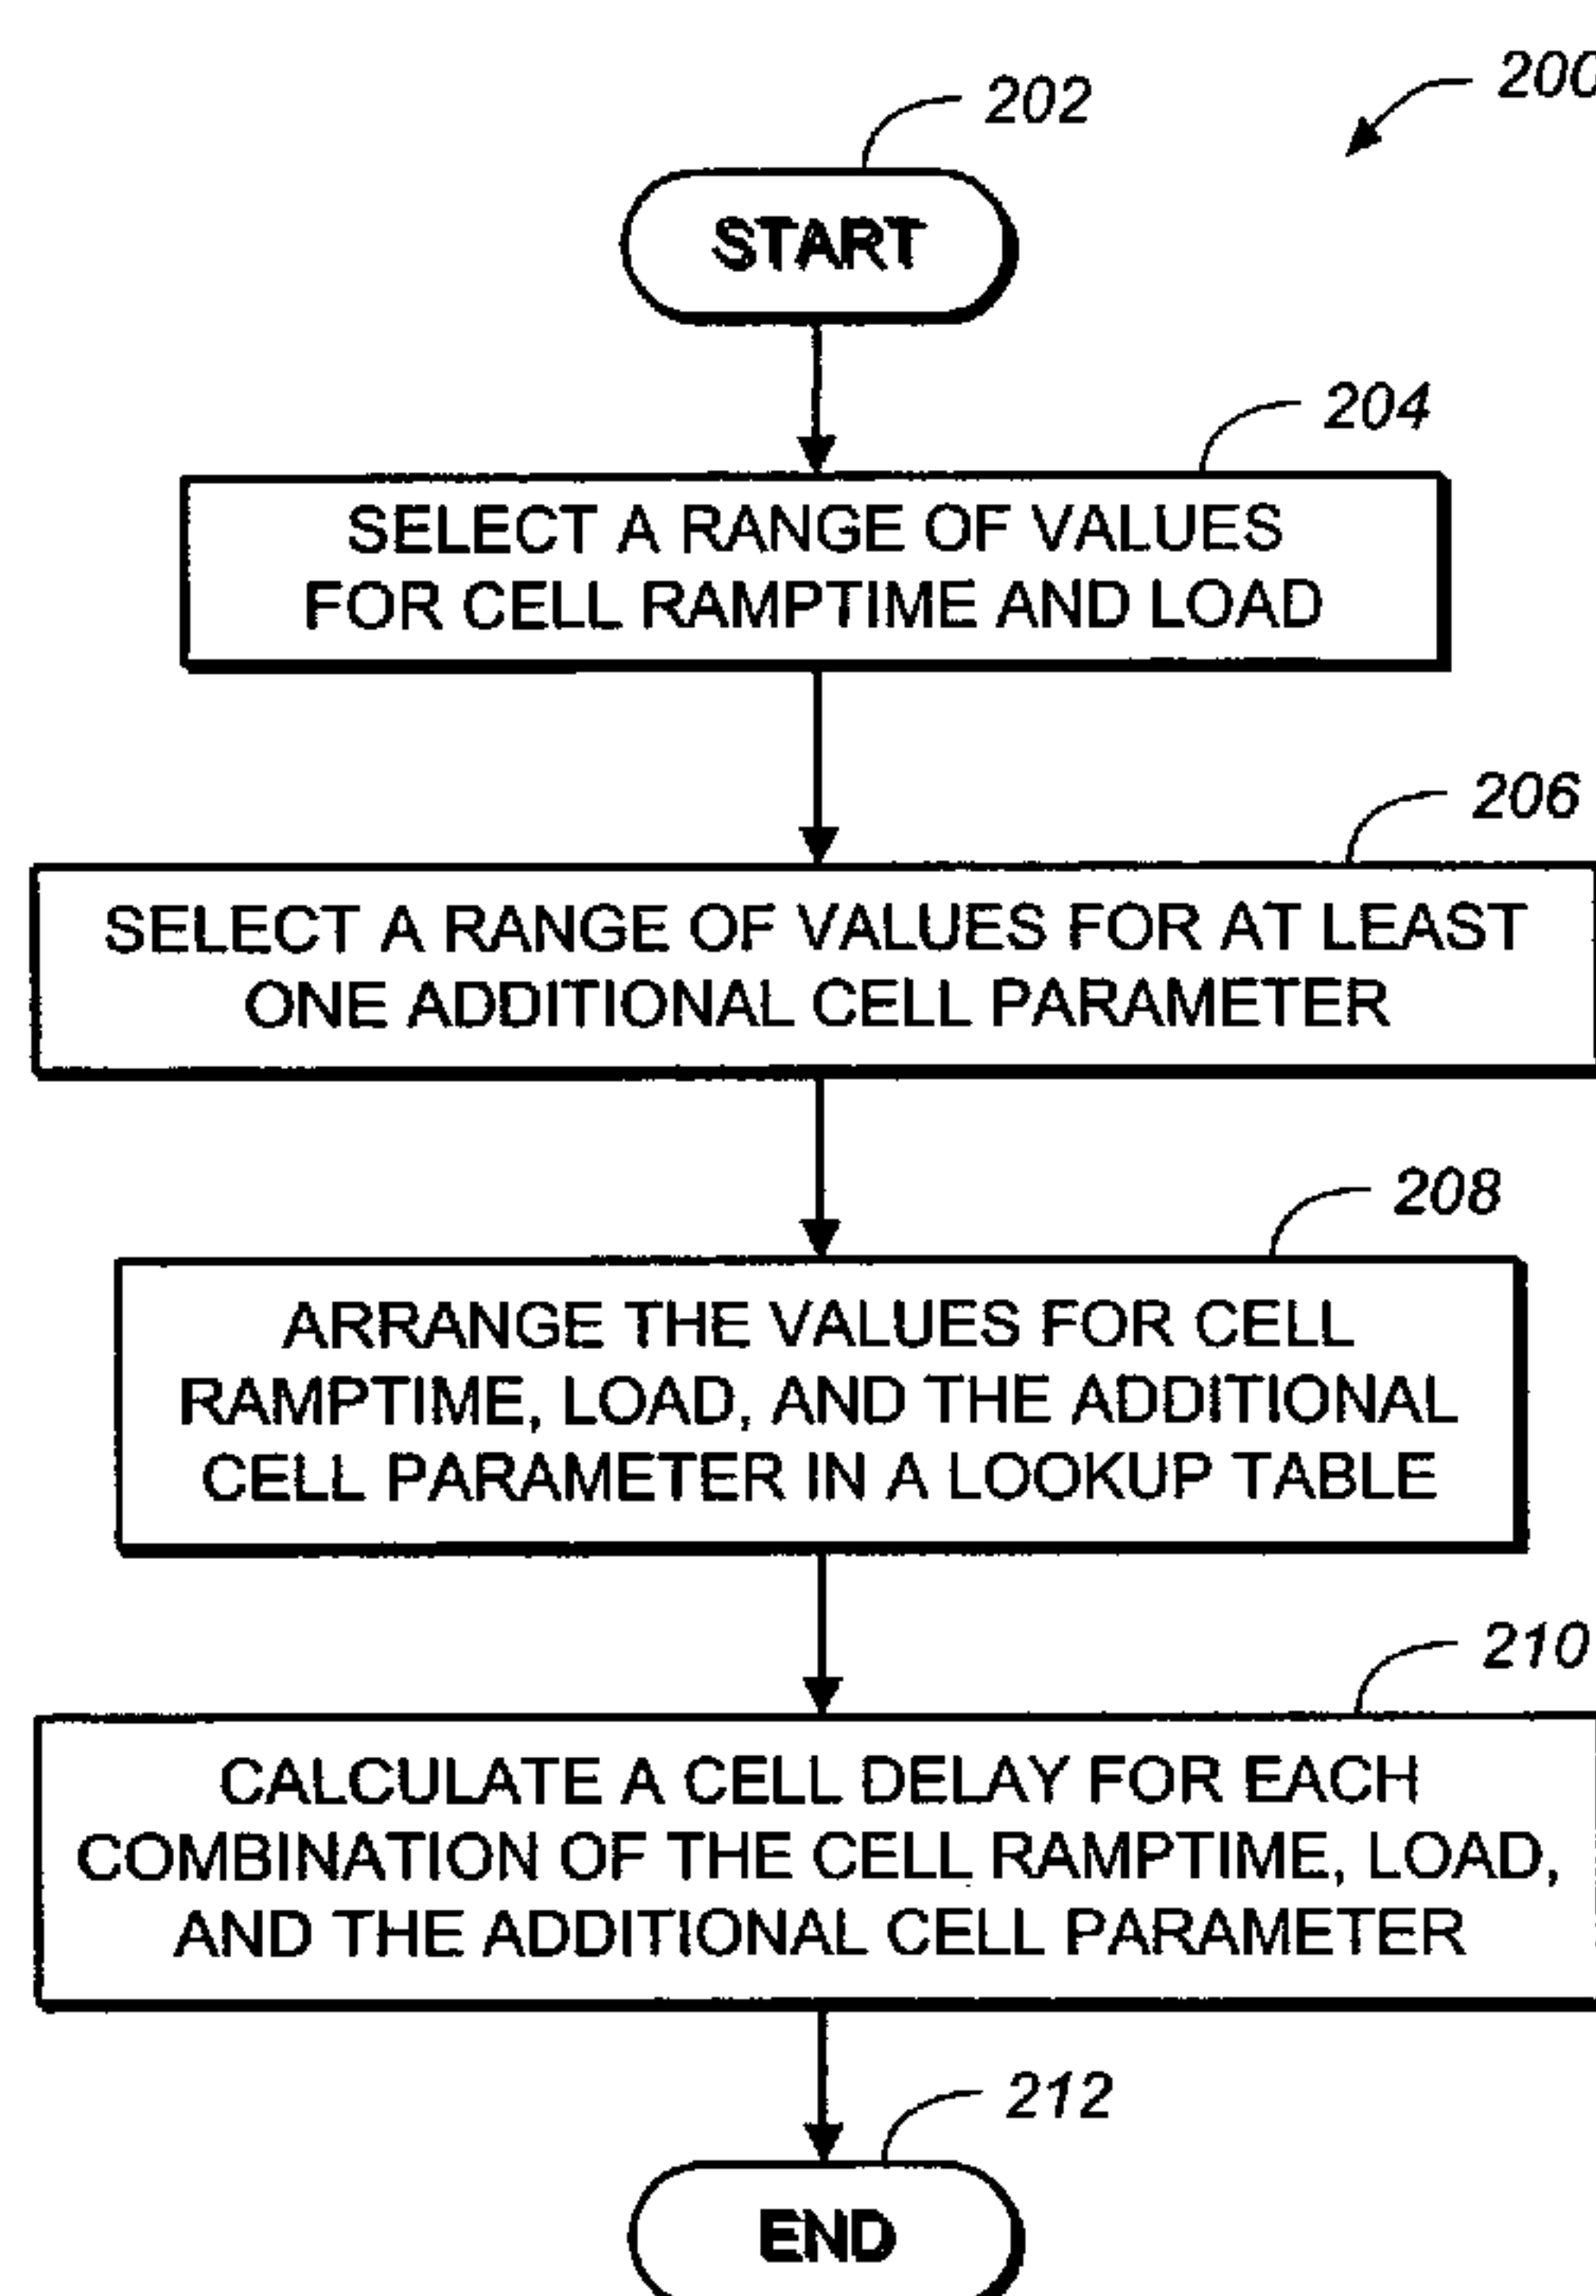 200
202
START
204
SELECT A RANGE OF VALUES
FOR CELL RAMPTIME AND LOAD
206
SELECT A RANGE OF VALUES FOR AT LEAST
ONE ADDITIONAL CELL PARAMETER
208
ARRANGE THE VALUES FOR CELL
RAMPTIME, LOAD, AND THE ADDITIONAL
CELL PARAMETER IN A LOOKUP TABLE
210
CALCULATE A CELL DELAY FOR EACH
COMBINATION OF THE CELL RAMPTIME, LOAD,
AND THE ADDITIONAL CELL PARAMETER
212
END